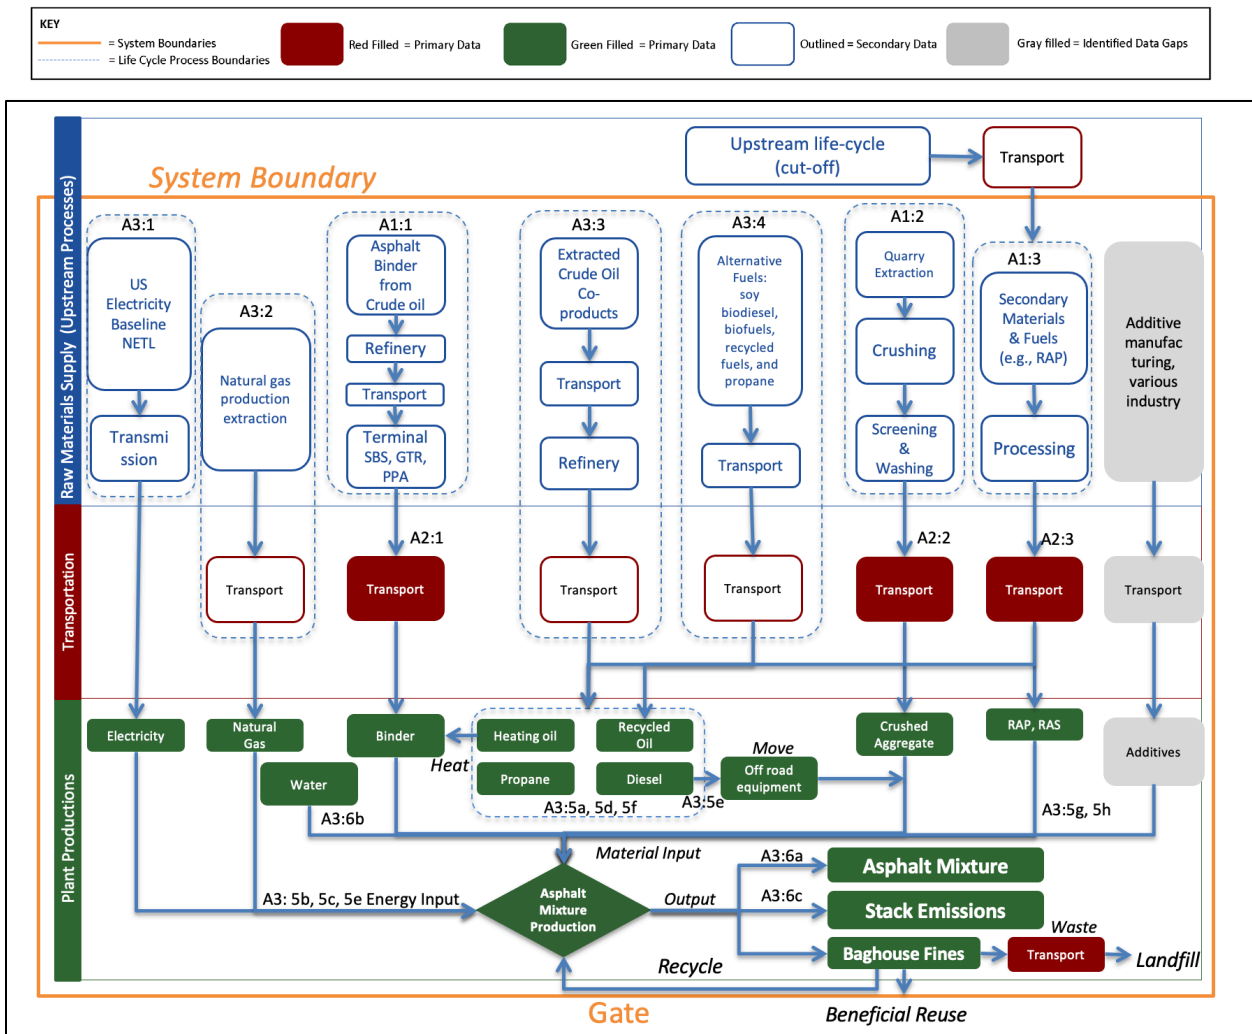 KEY
= System Boundaries
= Life Cycle Process Boundaries
Red Filled = Primary Data
Green Filled = Primary Data
Outlined = Secondary Data
Gray filled = Identified Data Gaps
Raw Materials Supply (Upstream Processes)
Transportation
Plant Productions
System Boundary
Upstream life-cycle
(cut-off)
Transport
A3:1
US
Electricity
Baseline
NETL
Transmi
ssion
A3:2
Natural gas
production
extraction
A1:1
Asphalt
Binder
from
Crude oil
Refinery
Transport
Terminal
SBS, GTR,
PPA
A3:3
Extracted
Crude Oil
Co-
products
Transport
Refinery
A3:4
Alternative
Fuels:
soy
biodiesel,
biofuels,
recycled
fuels, and
propane
Transport
A1:2
Quarry
Extraction
Crushing
Screening
&
Washing
A1:3
Secondary
Materials
& Fuels
(e.g., RAP)
Processing
Additive
manufac
turing,
various
industry
A2:1
A2:2
A2:3
Transport
Transport
Transport
Transport
Transport
Transport
Transport
Electricity
Natural
Gas
Water
A3:6b
Binder
Heat
Heating oil
Recycled
Oil
Propane
Diesel
A3:5a, 5d, 5f
A3:5e
Move
Off road
equipment
Crushed
Aggregate
RAP, RAS
A3:5g, 5h
Additives
Material Input
A3: 5b, 5c, 5e Energy Input
Asphalt
Mixture
Production
Output
A3:6a
Asphalt Mixture
A3:6c
Stack Emissions
Baghouse Fines
Waste
Transport
Landfill
Recycle
Beneficial Reuse
Gate